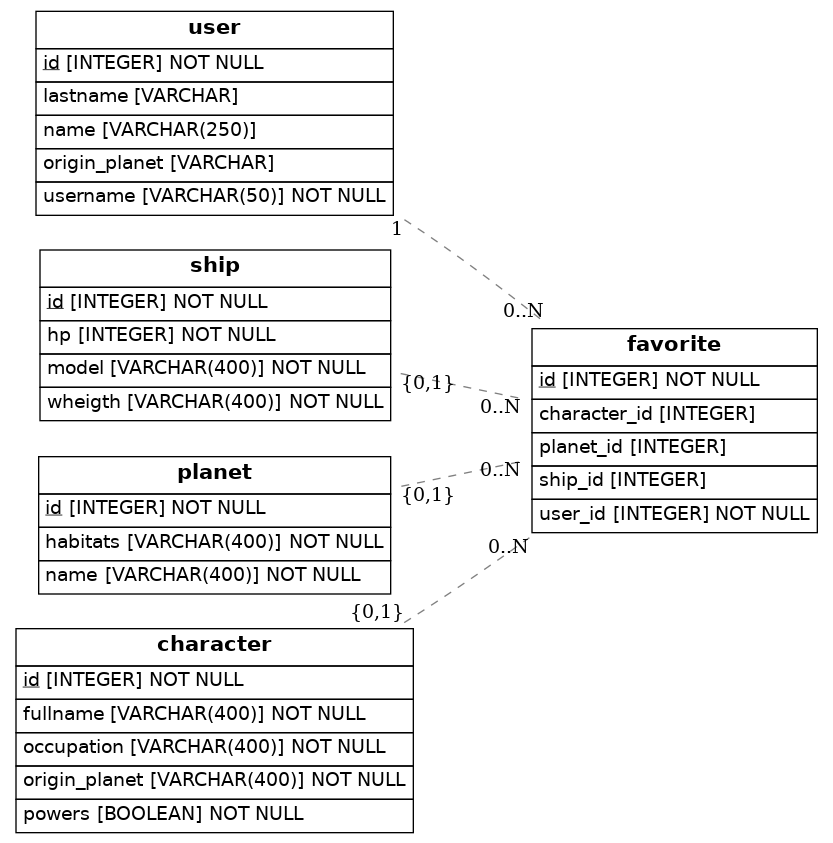 user
id [INTEGER] NOT NULL
lastname [VARCHAR]
name [VARCHAR(250)]
origin_planet [VARCHAR]
username [VARCHAR(50)] NOT NULL
1
0..N
ship
id [INTEGER] NOT NULL
hp [INTEGER] NOT NULL
model [VARCHAR(400)] NOT NULL
wheigth [VARCHAR(400)] NOT NULL
{0,1}
0..N
planet
id [INTEGER] NOT NULL
habitats [VARCHAR(400)] NOT NULL
name [VARCHAR(400)] NOT NULL
{0,1}
0..N
character
id [INTEGER] NOT NULL
fullname [VARCHAR(400)] NOT NULL
occupation [VARCHAR(400)] NOT NULL
origin_planet [VARCHAR(400)] NOT NULL
powers [BOOLEAN] NOT NULL
{0,1}
0..N
favorite
id [INTEGER] NOT NULL
character_id [INTEGER]
planet_id [INTEGER]
ship_id [INTEGER]
user_id [INTEGER] NOT NULL